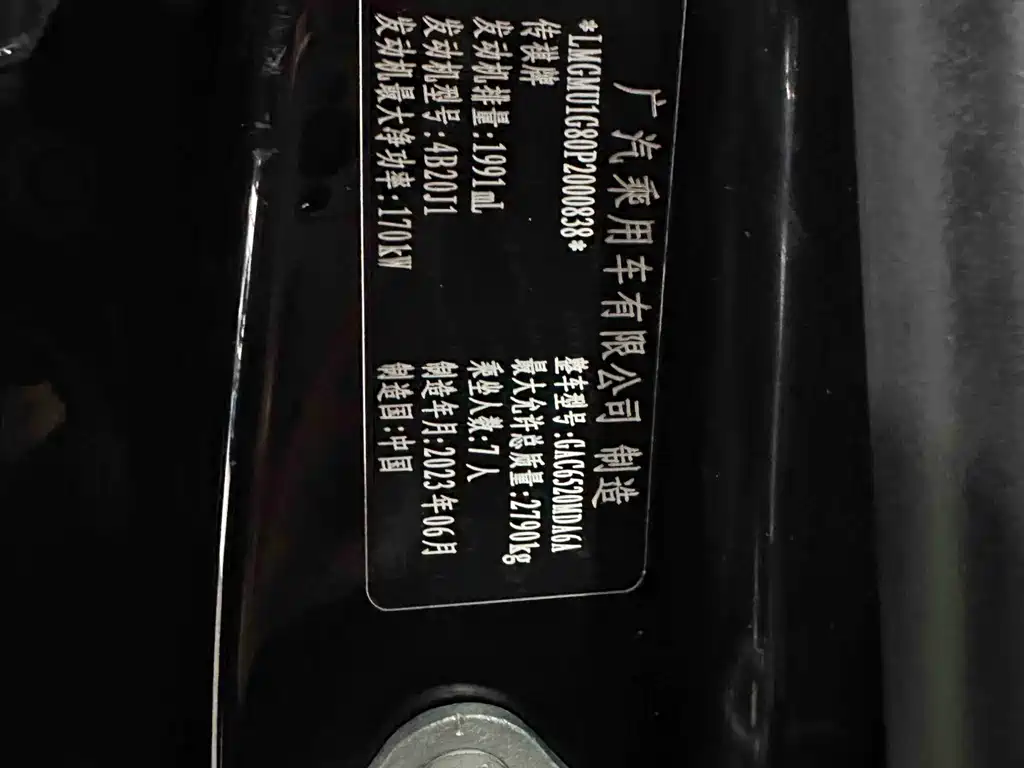 广汽乘用车有限公司 制造
*LMGMU1G80P2000838* 整车型号:GAC6520MDA6A
传祺牌 最大允许总质量:2790kg
发动机排量:1991mL 乘坐人数:7人
发动机型号:4B20J1 制造年月:2023年06月
发动机最大净功率:170kW 制造国:中国